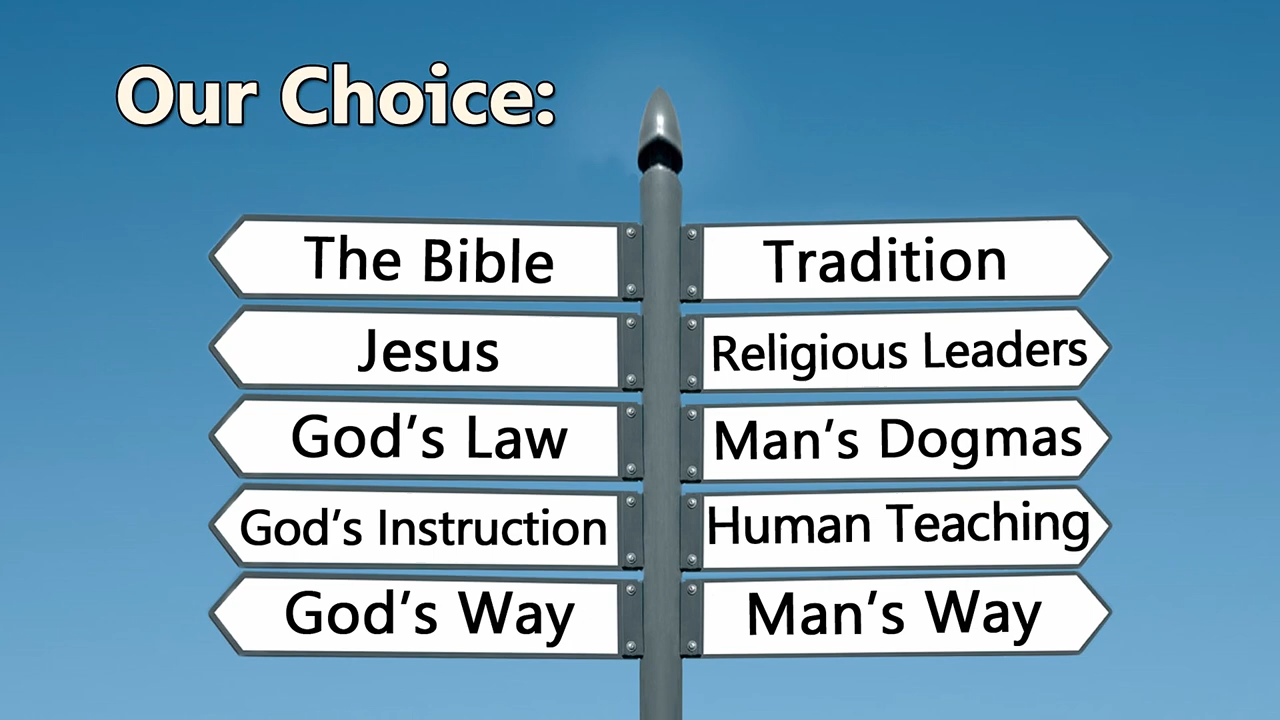 Our Choice:
The Bible
Tradition
Jesus
Religious Leaders
God's Law
Man's Dogmas
God's Instruction
Human Teaching
God's Way
Man's Way